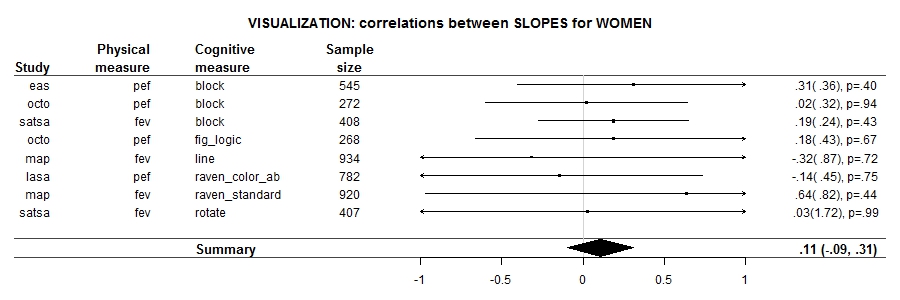 VISUALIZATION: correlations between SLOPES for WOMEN
Physical Cognitive Sample
Study measure measure size
eas pef block 545 .31( .36), p=.40
octo pef block 272 .02( .32), p=.94
satsa fev block 408 .19( .24), p=.43
octo pef fig_logic 268 .18( .43), p=.67
map fev line 934 -.32( .87), p=.72
lasa pef raven_color_ab 782 -.14( .45), p=.75
map fev raven_standard 920 .64( .82), p=.44
satsa fev rotate 407 .03(1.72), p=.99
Summary .11 (-.09, .31)
-1 -0.5 0 0.5 1